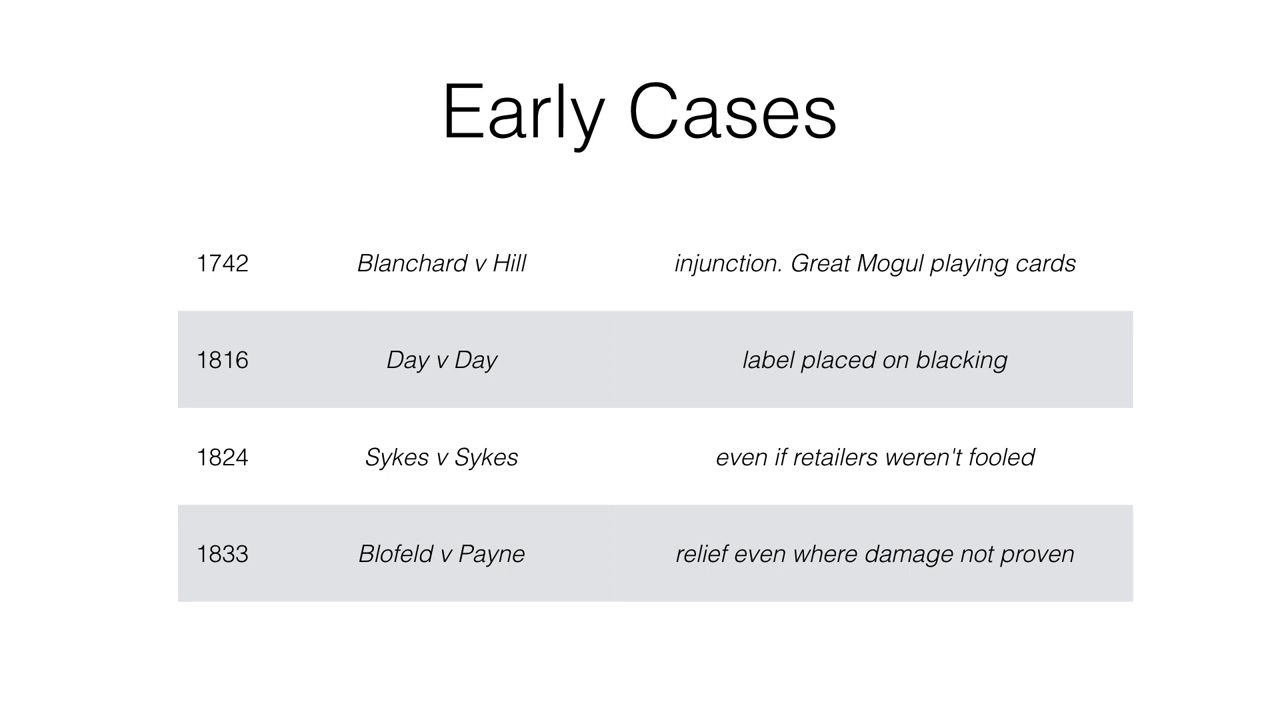 Early Cases
1742 Blanchard v Hill injunction. Great Mogul playing cards
1816 Day v Day label placed on blacking
1824 Sykes v Sykes even if retailers weren't fooled
1833 Blofeld v Payne relief even where damage not proven